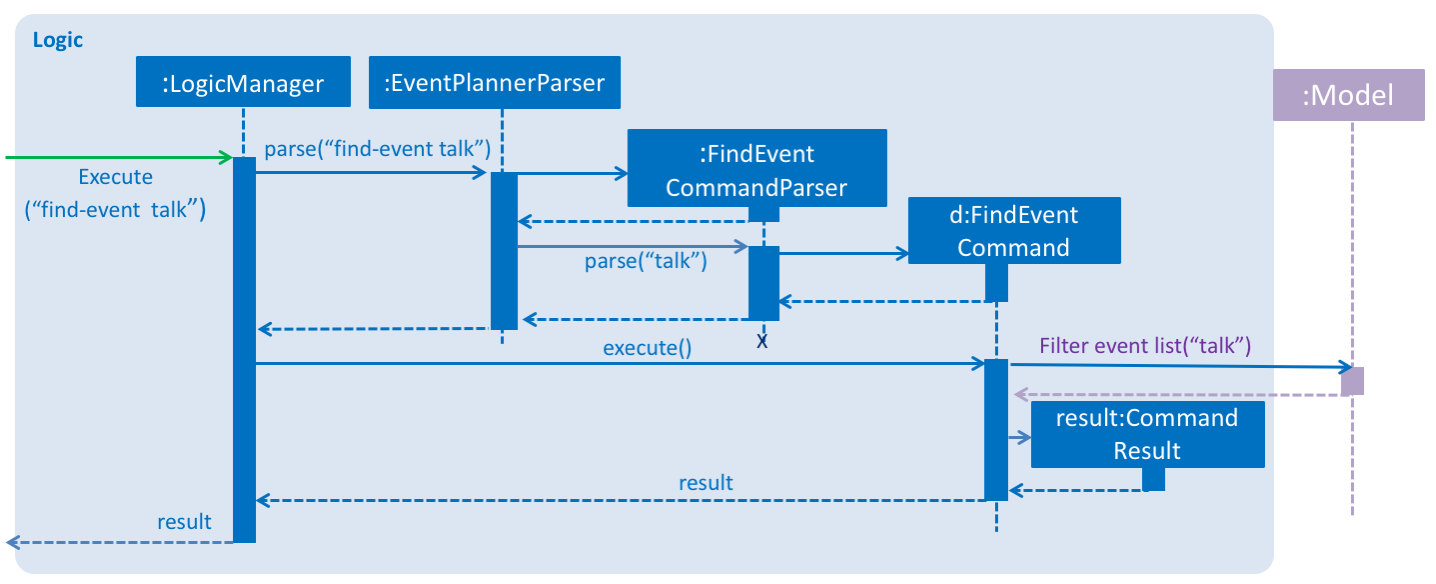 Logic
:LogicManager
:EventPlannerParser
:Model
parse(“find-event talk”)
:FindEvent
CommandParser
Execute
(“find-event  talk”)
d:FindEvent
Command
parse(“talk”)
X
execute()
Filter event list(“talk”)
result:Command
Result
result
result